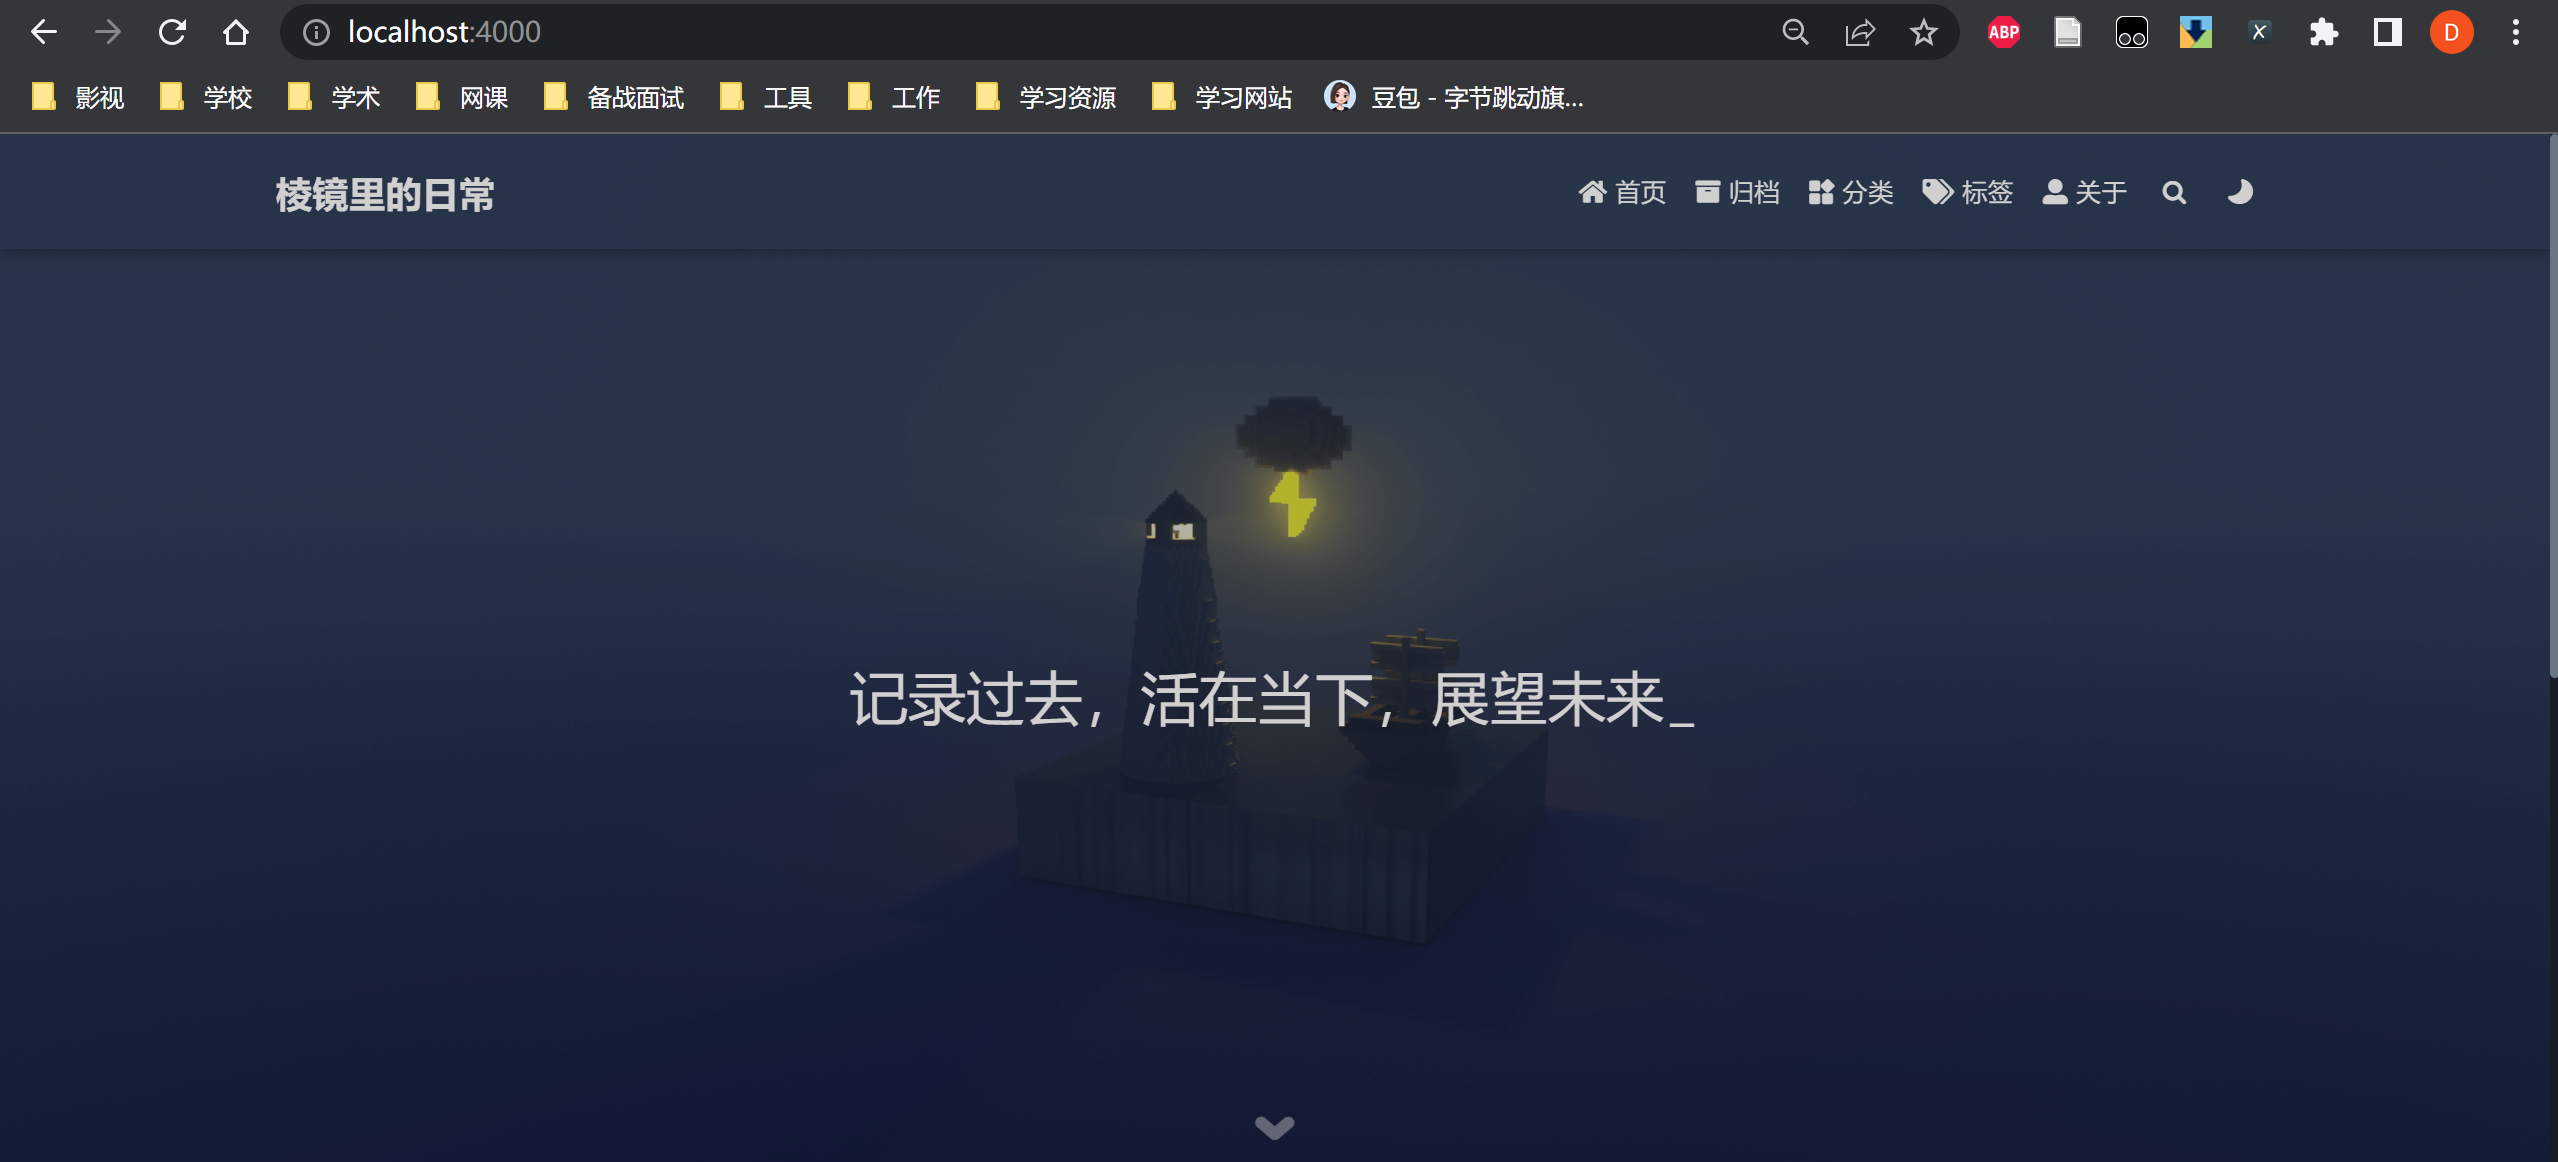 localhost:4000
ABP
D
影视 学校 学术 网课 备战面试 工具 工作 学习资源 学习网站 豆包 - 字节跳动旗...
棱镜里的日常
首页 归档 分类 标签 关于
记录过去，活在当下，展望未来_